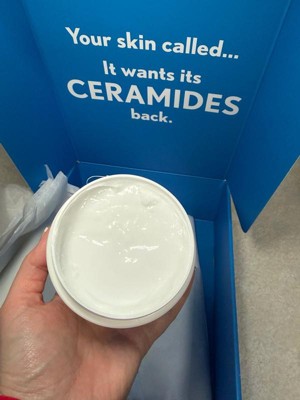 Your skin called...
It wants its
CERAMIDES
back.